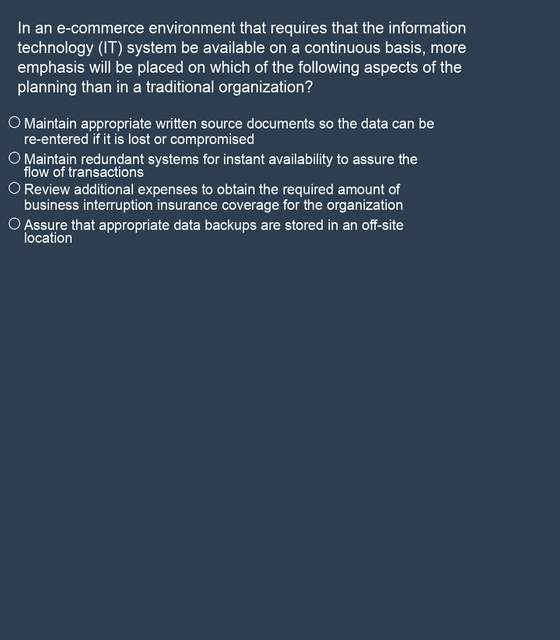 In an e-commerce environment that requires that the information
technology (IT) system be available on a continuous basis, more
emphasis will be placed on which of the following aspects of the
planning than in a traditional organization?
Maintain appropriate written source documents so the data can be
re-entered if it is lost or compromised
Maintain redundant systems for instant availability to assure the
flow of transactions
Review additional expenses to obtain the required amount of
business interruption insurance coverage for the organization
Assure that appropriate data backups are stored in an off-site
location